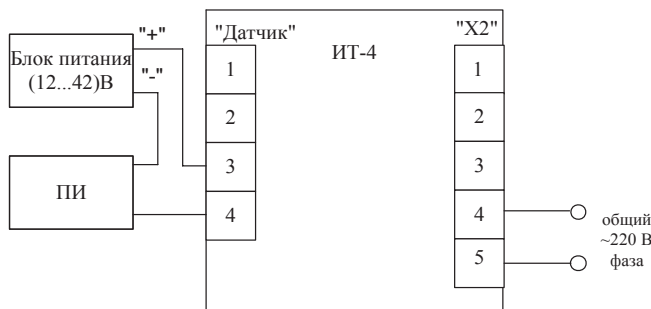 "Датчик"
ИТ-4
"X2"
"+"
Блок питания
(12...42)В
"-"
ПИ
1
2
3
4
1
2
3
4
5
общий
~220 В
фаза